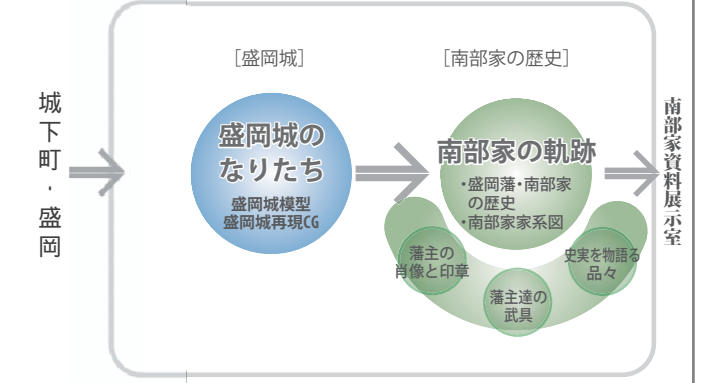 城下町・盛岡
［盛岡城］
盛岡城の
なりたち
盛岡城模型
盛岡城再現CG
［南部家の歴史］
南部家の軌跡
・盛岡藩・南部家
の歴史
・南部家家系図
藩主の
肖像と印章
藩主達の
武具
史実を物語る
品々
南部家資料展示室